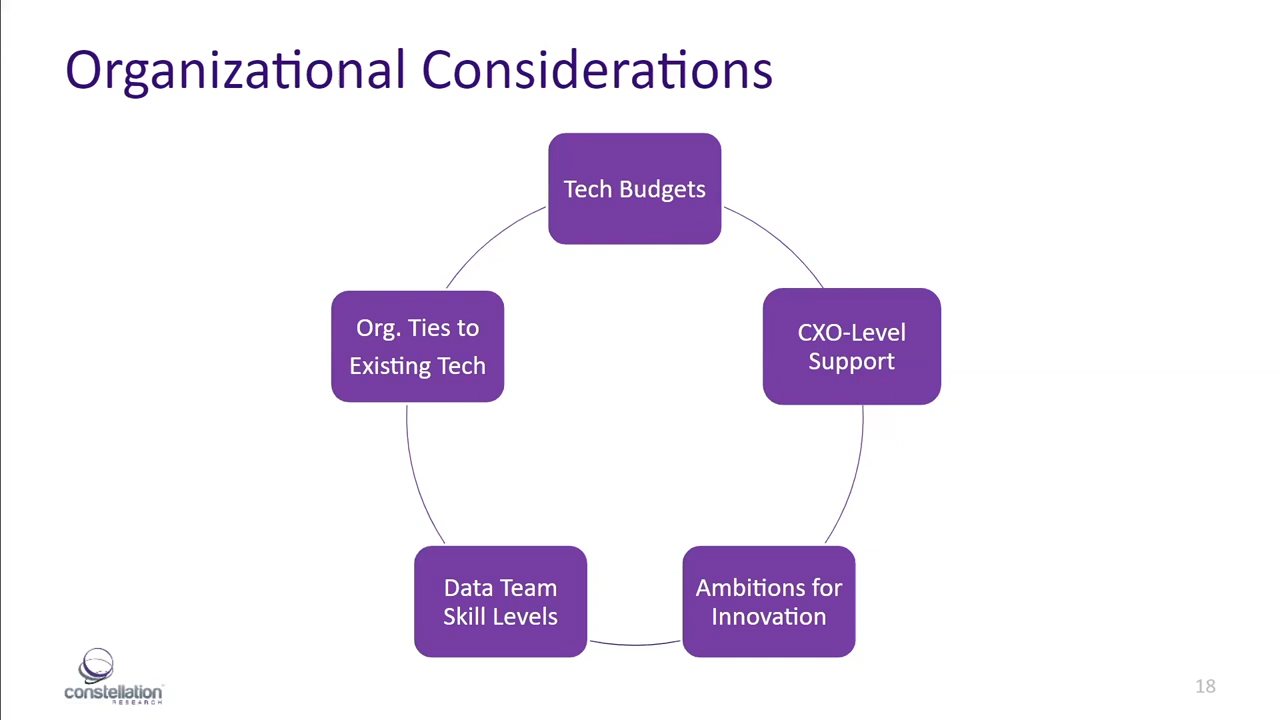 Organizational Considerations
Tech Budgets
CXO-Level
Support
Ambitions for
Innovation
Data Team
Skill Levels
Org. Ties to
Existing Tech
constellation
RESEARCH
18